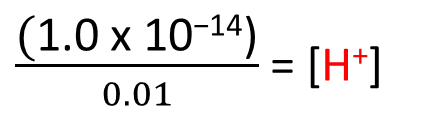 (1.0 x 10⁻¹⁴)
0.01
= [H⁺]